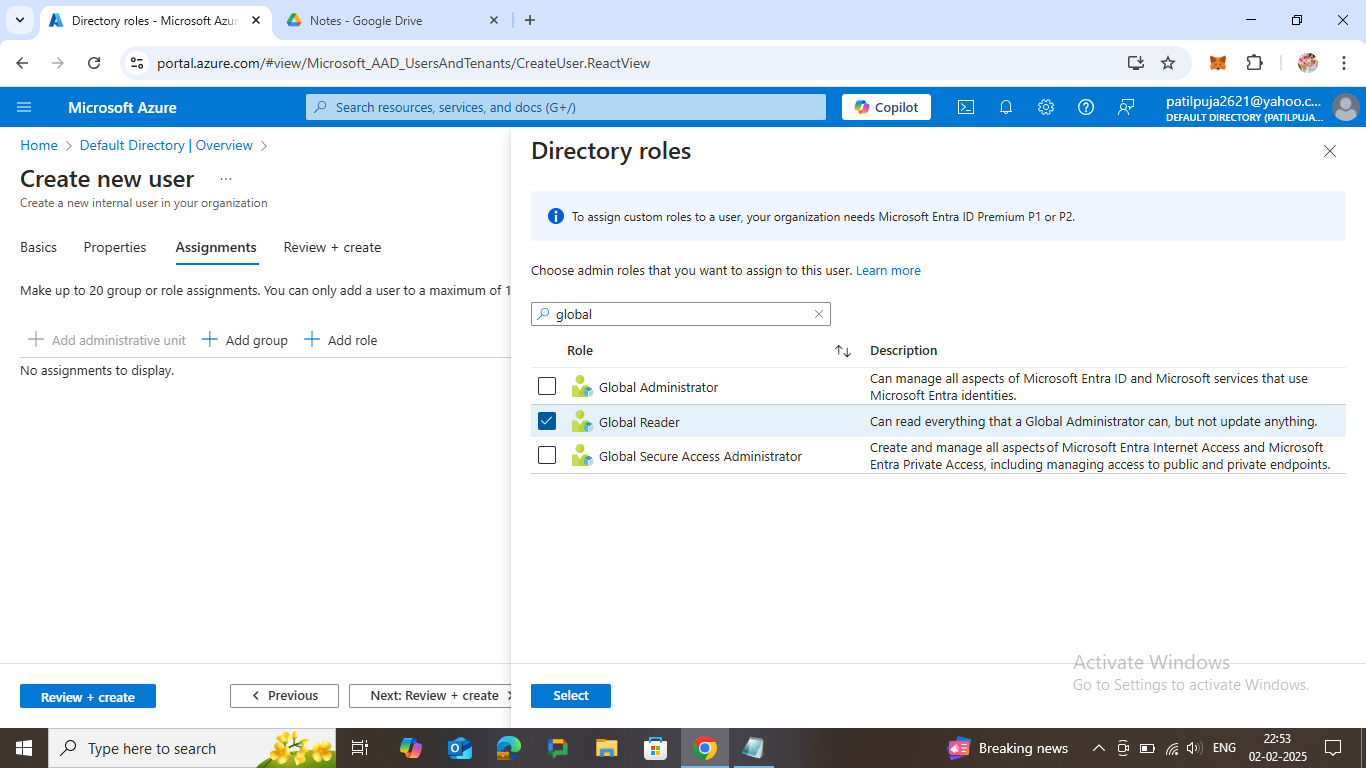 Directory roles - Microsoft Azur
Notes - Google Drive
portal.azure.com/#view/Microsoft_AAD_UsersAndTenants/CreateUser.ReactView
Microsoft Azure
Search resources, services, and docs (G+/)
Copilot
patilpuja2621@yahoo.c...
DEFAULT DIRECTORY (PATILPUJA...
Home
Default Directory | Overview
Create new user
...
Create a new internal user in your organization
Basics
Properties
Assignments
Review + create
Make up to 20 group or role assignments. You can only add a user to a maximum of 1
Add administrative unit
Add group
Add role
No assignments to display.
Review + create
Previous
Next: Review + create
Directory roles
To assign custom roles to a user, your organization needs Microsoft Entra ID Premium P1 or P2.
Choose admin roles that you want to assign to this user. Learn more
global
Role
Description
Global Administrator
Can manage all aspects of Microsoft Entra ID and Microsoft services that use
Microsoft Entra identities.
Global Reader
Can read everything that a Global Administrator can, but not update anything.
Global Secure Access Administrator
Create and manage all aspects of Microsoft Entra Internet Access and Microsoft
Entra Private Access, including managing access to public and private endpoints.
Select
Activate Windows
Go to Settings to activate Windows.
Type here to search
Breaking news
ENG
22:53
02-02-2025